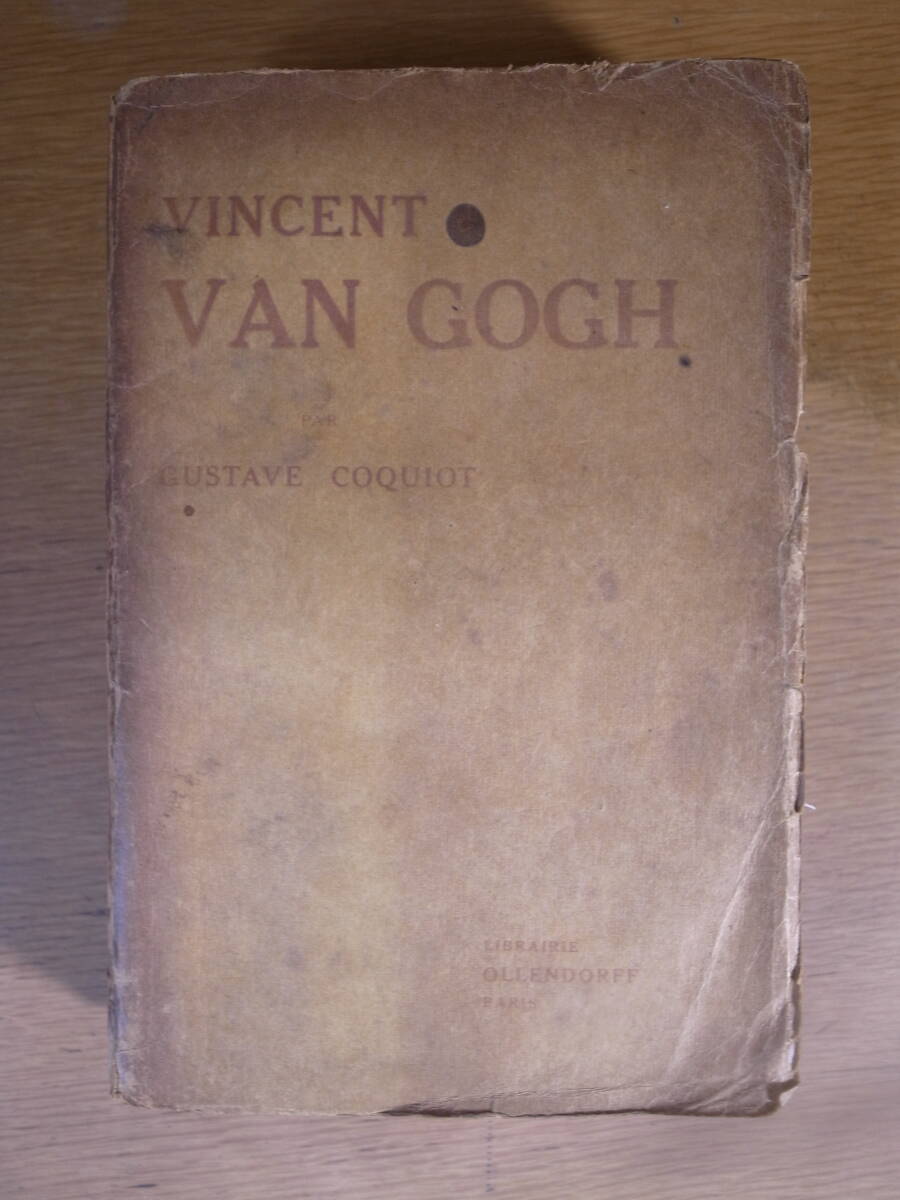 VINCENT
VAN GOGH
PAR
GUSTAVE COQUIOT
LIBRAIRIE
OLLENDORFF
PARIS